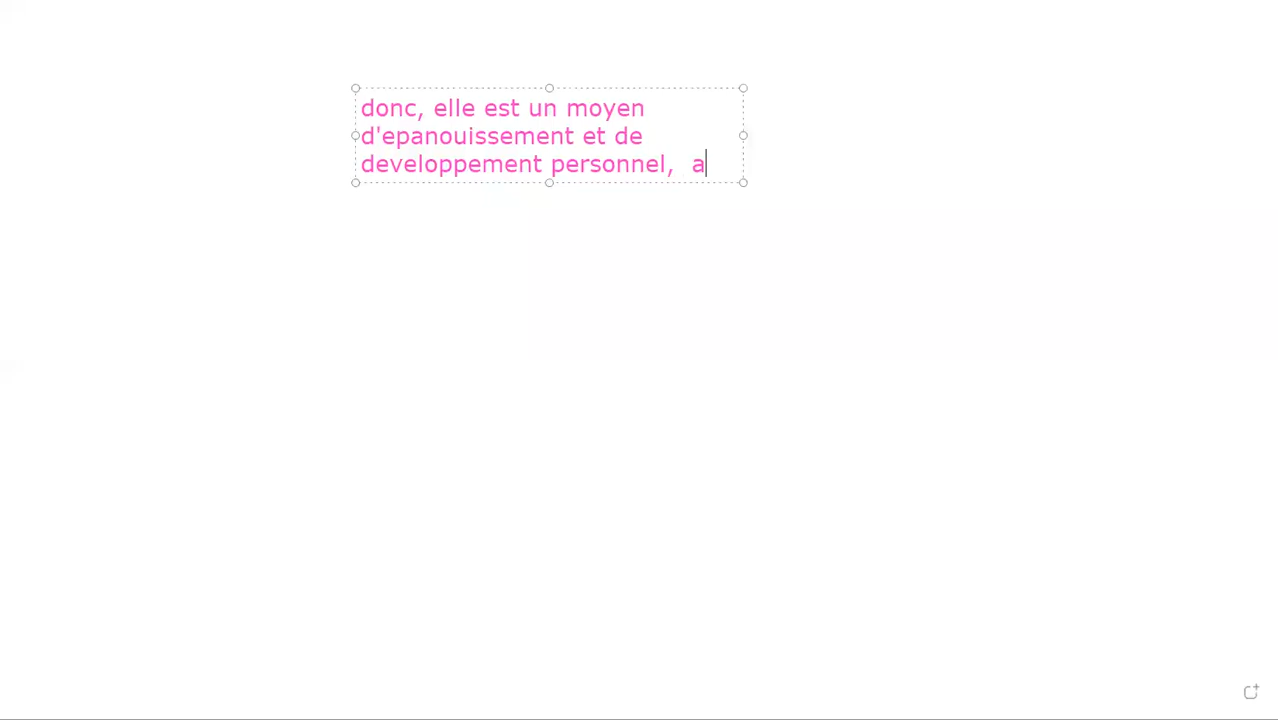 donc, elle est un moyen
d'epanouissement et de
developpement personnel,  a